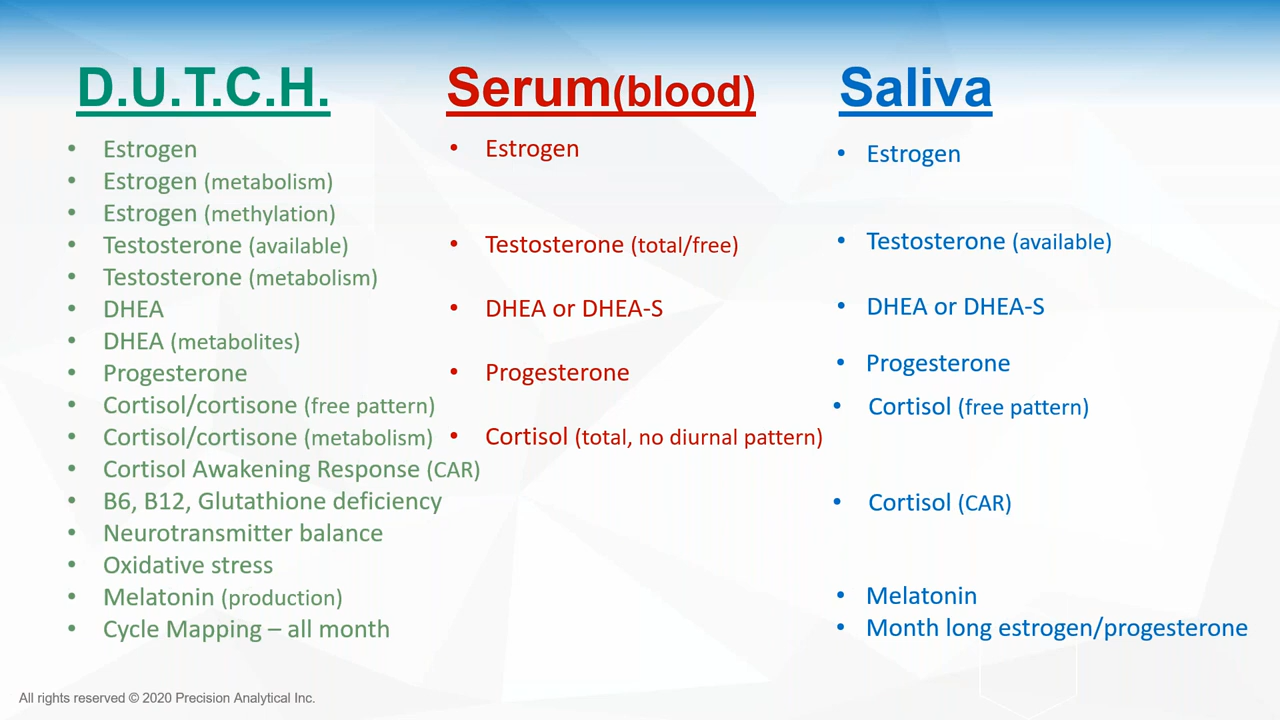 D.U.T.C.H.
• Estrogen
• Estrogen (metabolism)
• Estrogen (methylation)
• Testosterone (available)
• Testosterone (metabolism)
• DHEA
• DHEA (metabolites)
• Progesterone
• Cortisol/cortisone (free pattern)
• Cortisol/cortisone (metabolism)
• Cortisol Awakening Response (CAR)
• B6, B12, Glutathione deficiency
• Neurotransmitter balance
• Oxidative stress
• Melatonin (production)
• Cycle Mapping – all month
Serum(blood)
• Estrogen
• Testosterone (total/free)
• DHEA or DHEA-S
• Progesterone
• Cortisol (total, no diurnal pattern)
Saliva
• Estrogen
• Testosterone (available)
• DHEA or DHEA-S
• Progesterone
• Cortisol (free pattern)
• Cortisol (CAR)
• Melatonin
• Month long estrogen/progesterone
All rights reserved © 2020 Precision Analytical Inc.